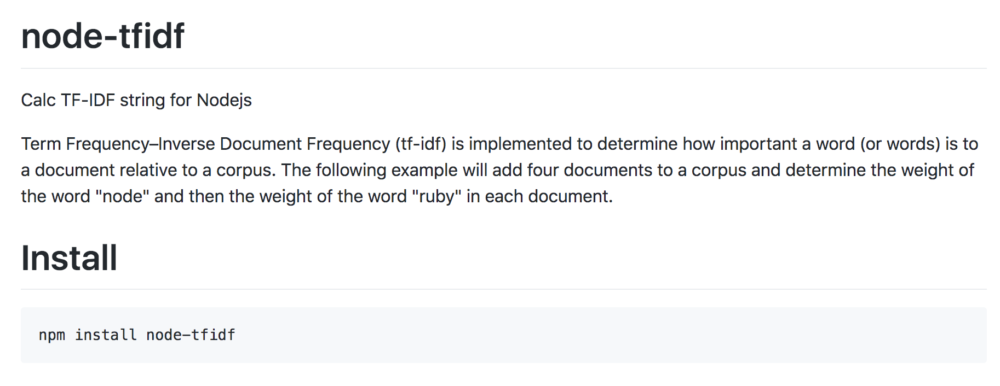 node-tfidf
Calc TF-IDF string for Nodejs
Term Frequency–Inverse Document Frequency (tf-idf) is implemented to determine how important a word (or words) is to
a document relative to a corpus. The following example will add four documents to a corpus and determine the weight of
the word "node" and then the weight of the word "ruby" in each document.
Install
npm install node-tfidf